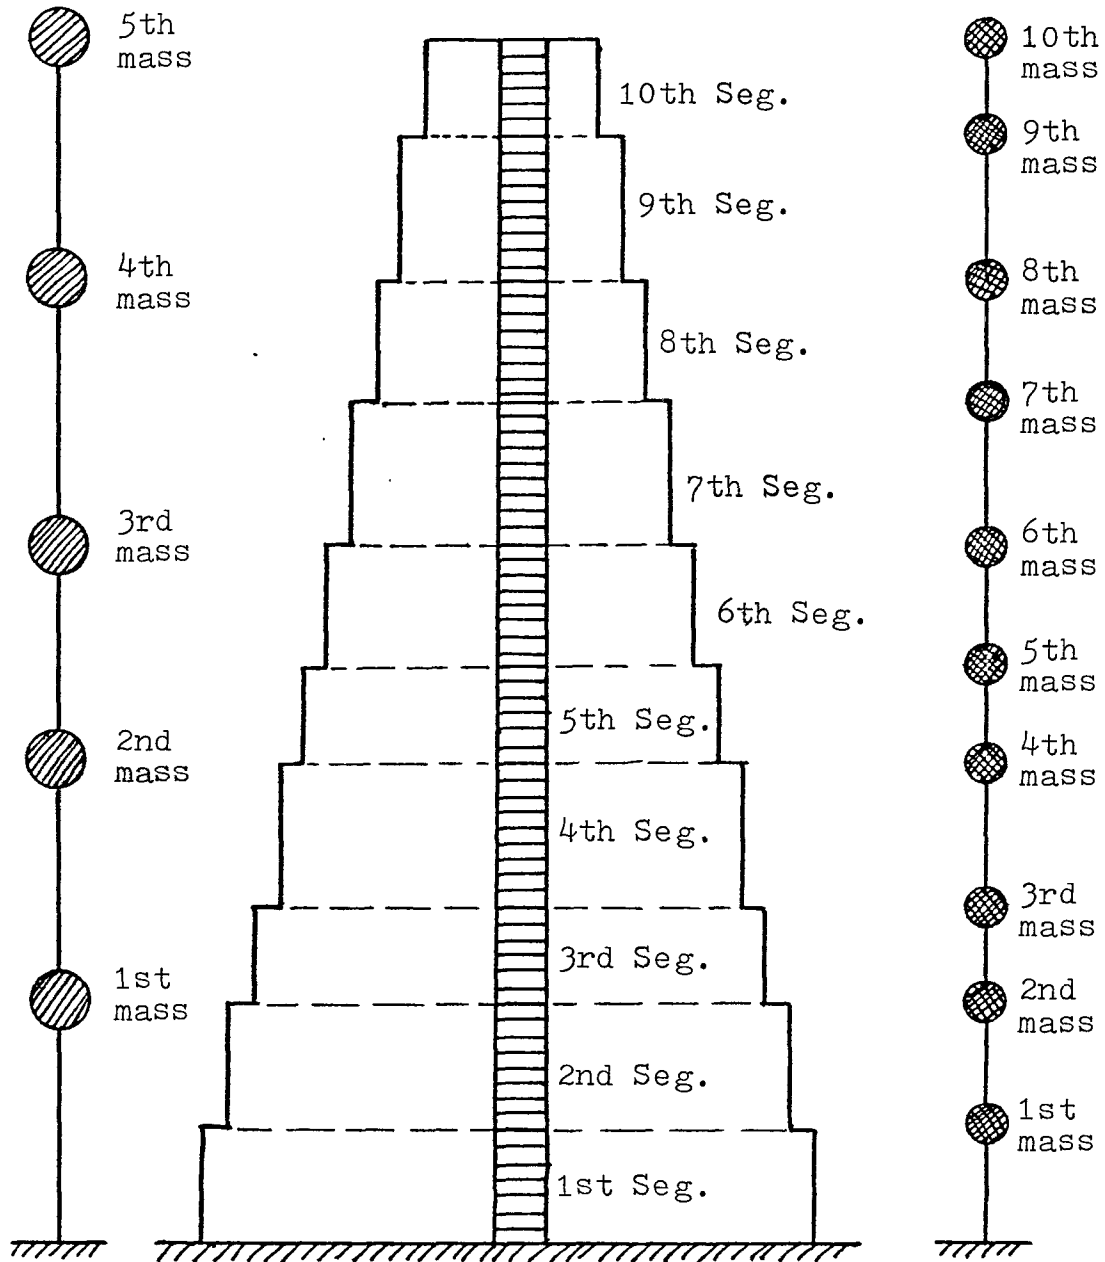 5th
mass
4th
mass
3rd
mass
2nd
mass
1st
mass
10th Seg.
9th Seg.
8th Seg.
7th Seg.
6th Seg.
5th Seg.
4th Seg.
3rd Seg.
2nd Seg.
1st Seg.
10th
mass
9th
mass
8th
mass
7th
mass
6th
mass
5th
mass
4th
mass
3rd
mass
2nd
mass
1st
mass